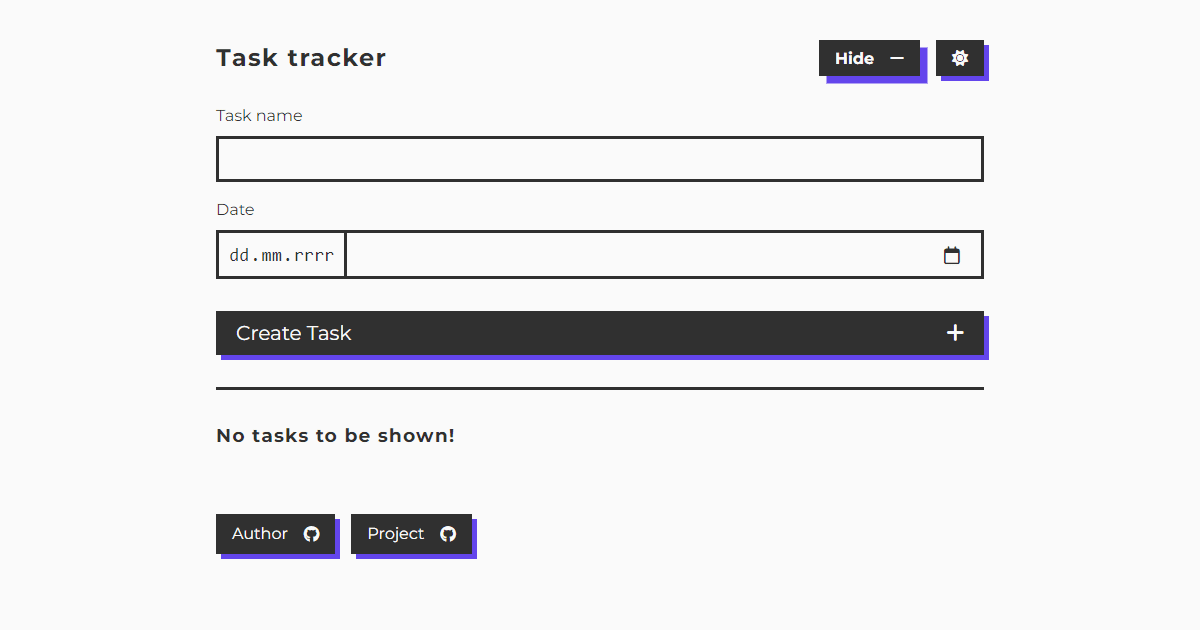 Task tracker
Hide
Task name
Date
dd.mm.rrrr
Create Task
No tasks to be shown!
Author
Project